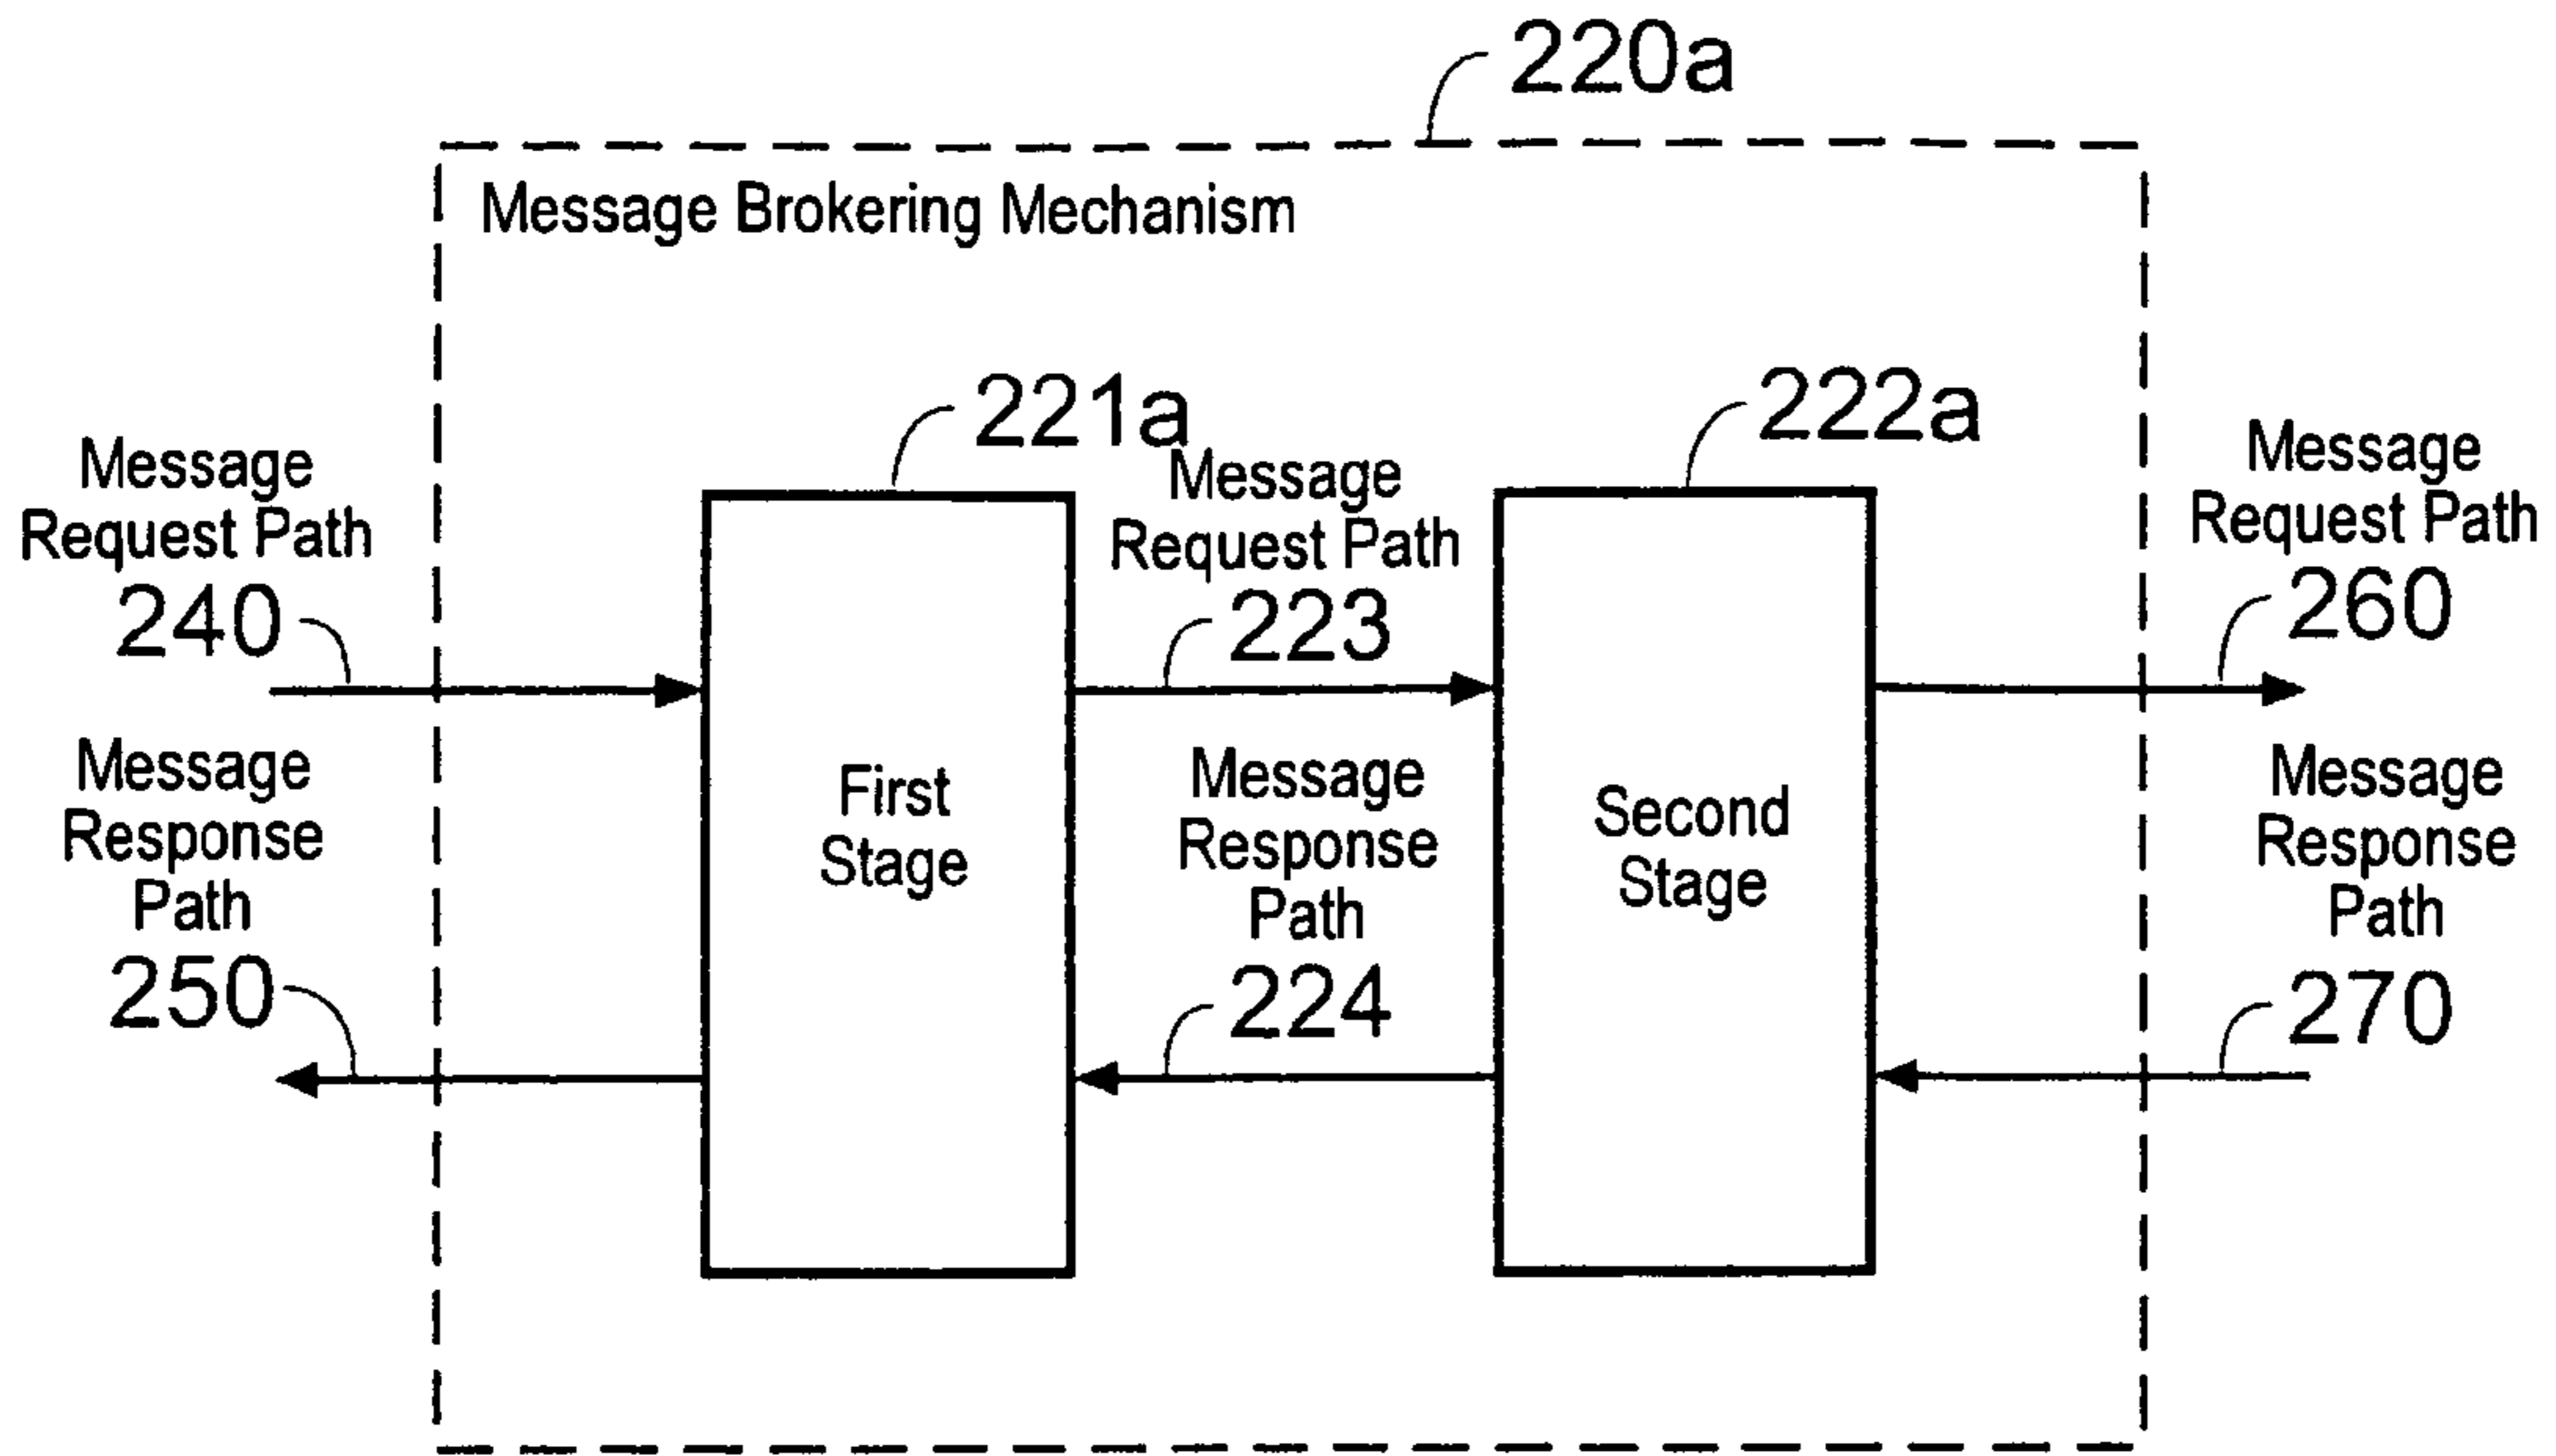 220a
Message Brokering Mechanism
221a
222a
Message
Request Path
240
Message
Request Path
223
Message
Request Path
260
Message
Response
Path
250
First
Stage
Message
Response
Path
224
Second
Stage
Message
Response
Path
270